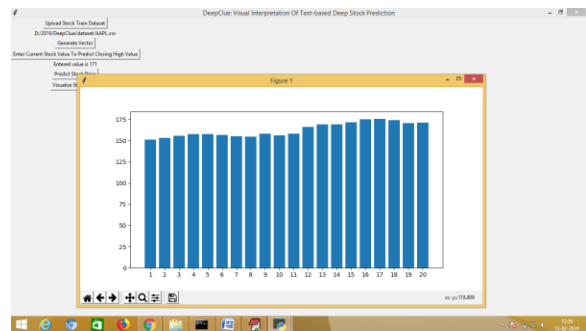 DeepClue: Visual Interpretation Of Text-based Deep Stock Prediction
Upload Stock Train Dataset
D:/2019/DeepClue/dataset/AAPL.csv
Generate Vector
Enter Current Stock Value To Predict Closing High Value
Entered value is 171
Predict Stock Price
Visualize St
Figure 1
175
150
125
100
75
50
25
0
1 2 3 4 5 6 7 8 9 10 11 12 13 14 15 16 17 18 19 20